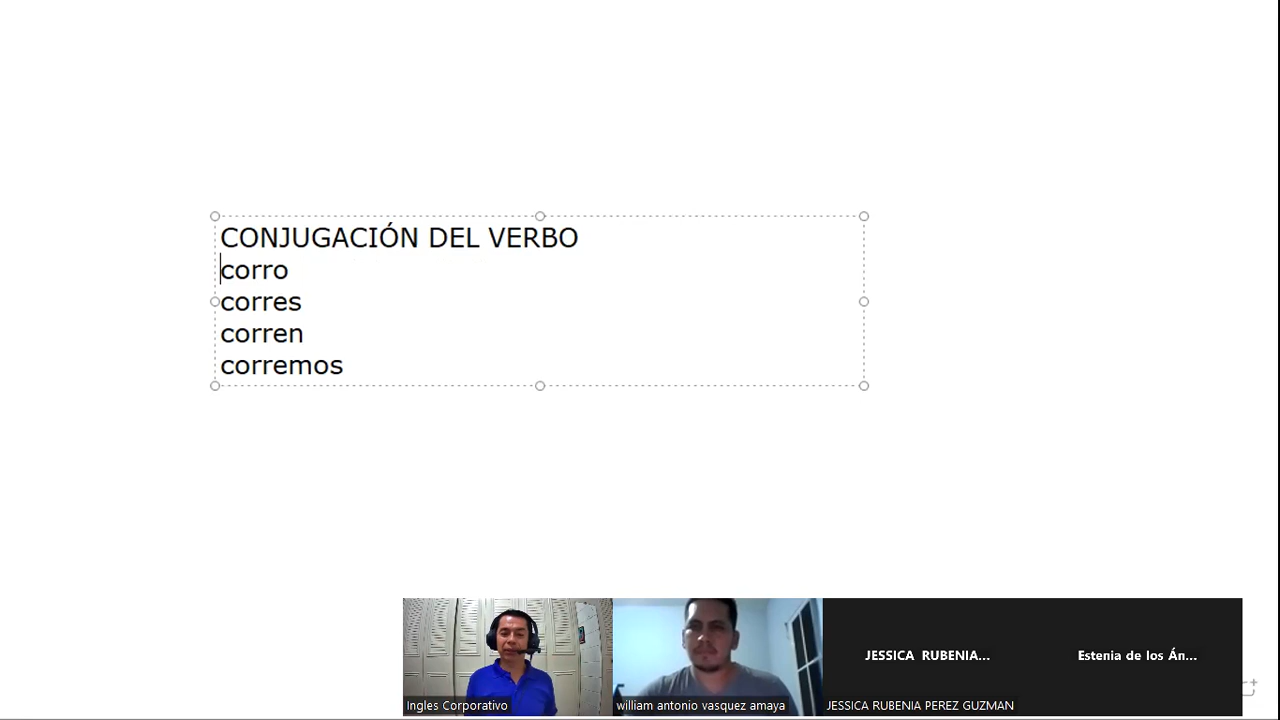 CONJUGACIÓN DEL VERBO
corro
corres
corren
corremos
JESSICA RUBENIA...
Estenia de los Án...
Ingles Corporativo
william antonio vasquez amaya
JESSICA RUBENIA PEREZ GUZMAN